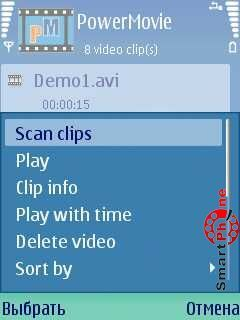 PM
PowerMovie
8 video clip(s)
Demo1.avi
00:00:15
Scan clips
Play
Clip info
Play with time
Delete video
Sort by
SmartPhone
Выбрать
Отмена